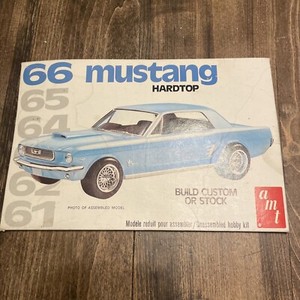 66 mustang
HARDTOP
65
64
62
61
BUILD CUSTOM
OR STOCK
PHOTO OF ASSEMBLED MODEL
amt
Modèle réduit pour assembler / Unassembled hobby kit